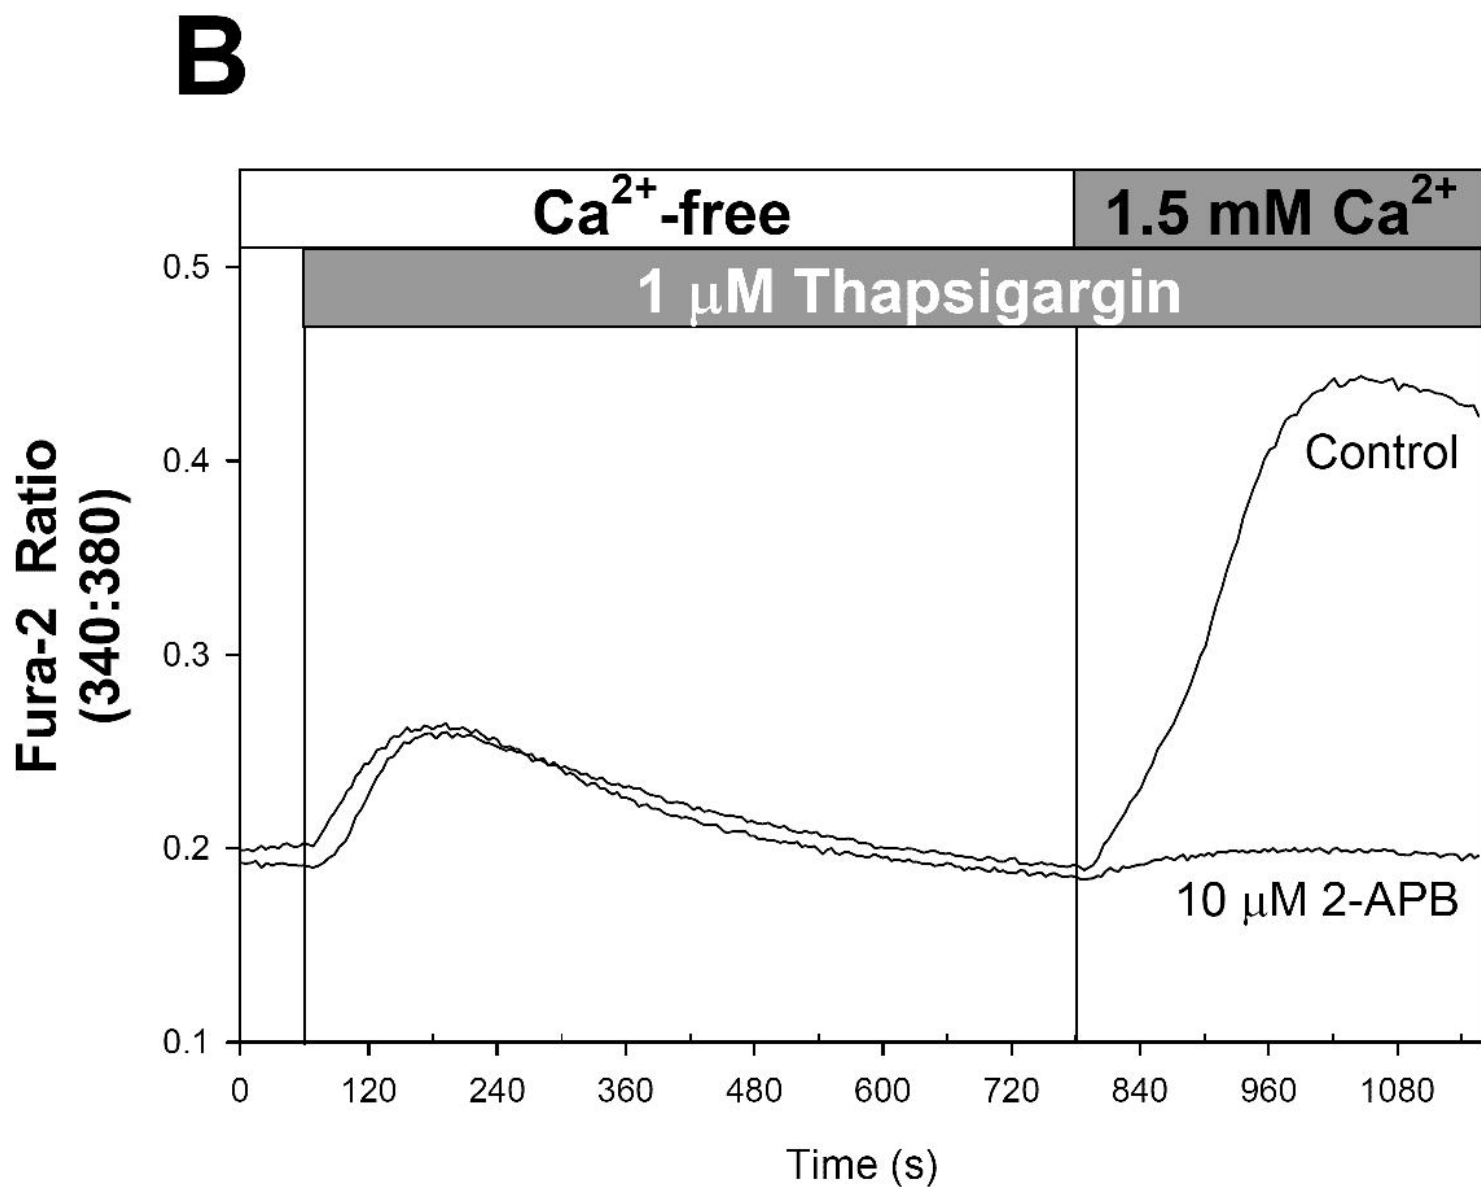 B
Ca²⁺-free
1.5 mM Ca²⁺
1 μM Thapsigargin
Fura-2 Ratio
(340:380)
0.5
0.4
0.3
0.2
0.1
Control
10 μM 2-APB
0 120 240 360 480 600 720 840 960 1080
Time (s)